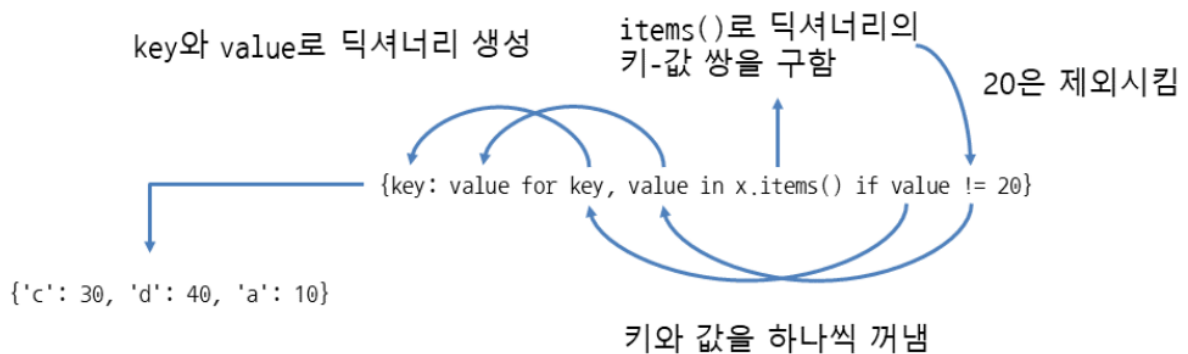 key와 value로 딕셔너리 생성
items()로 딕셔너리의
키-값 쌍을 구함
20은 제외시킴
{key: value for key, value in x.items() if value != 20}
{'c': 30, 'd': 40, 'a': 10}
키와 값을 하나씩 꺼냄